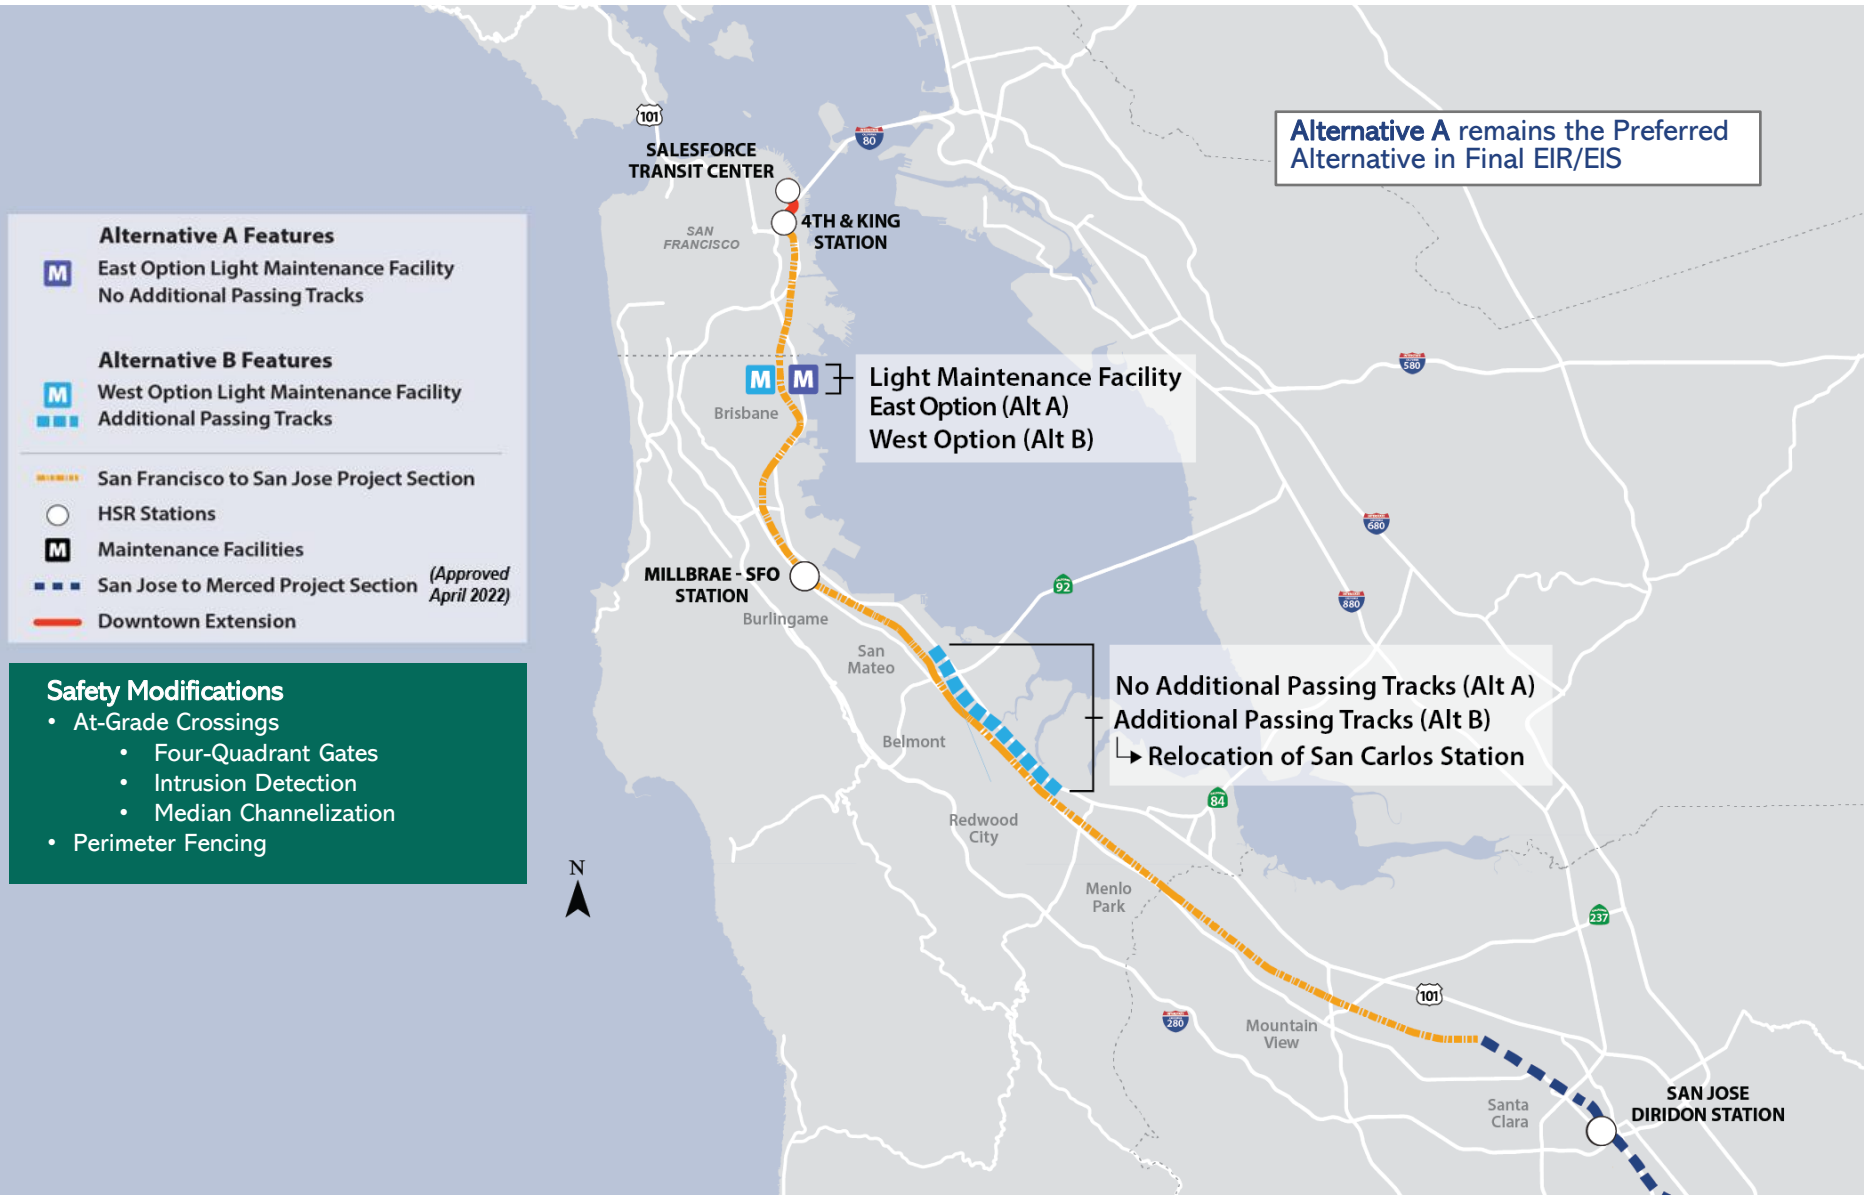 Alternative A remains the Preferred
Alternative in Final EIR/EIS
101
80
SALESFORCE
TRANSIT CENTER
4TH & KING
STATION
SAN
FRANCISCO
Alternative A Features
M
East Option Light Maintenance Facility
No Additional Passing Tracks
Alternative B Features
M
West Option Light Maintenance Facility
Additional Passing Tracks
San Francisco to San Jose Project Section
HSR Stations
M
Maintenance Facilities
San Jose to Merced Project Section
(Approved
April 2022)
Downtown Extension
Safety Modifications
• At-Grade Crossings
• Four-Quadrant Gates
• Intrusion Detection
• Median Channelization
• Perimeter Fencing
N
M
M
Light Maintenance Facility
East Option (Alt A)
West Option (Alt B)
Brisbane
580
680
880
92
MILLBRAE - SFO
STATION
Burlingame
San
Mateo
No Additional Passing Tracks (Alt A)
Additional Passing Tracks (Alt B)
Relocation of San Carlos Station
Belmont
84
Redwood
City
Menlo
Park
237
101
280
Mountain
View
Santa
Clara
SAN JOSE
DIRIDON STATION